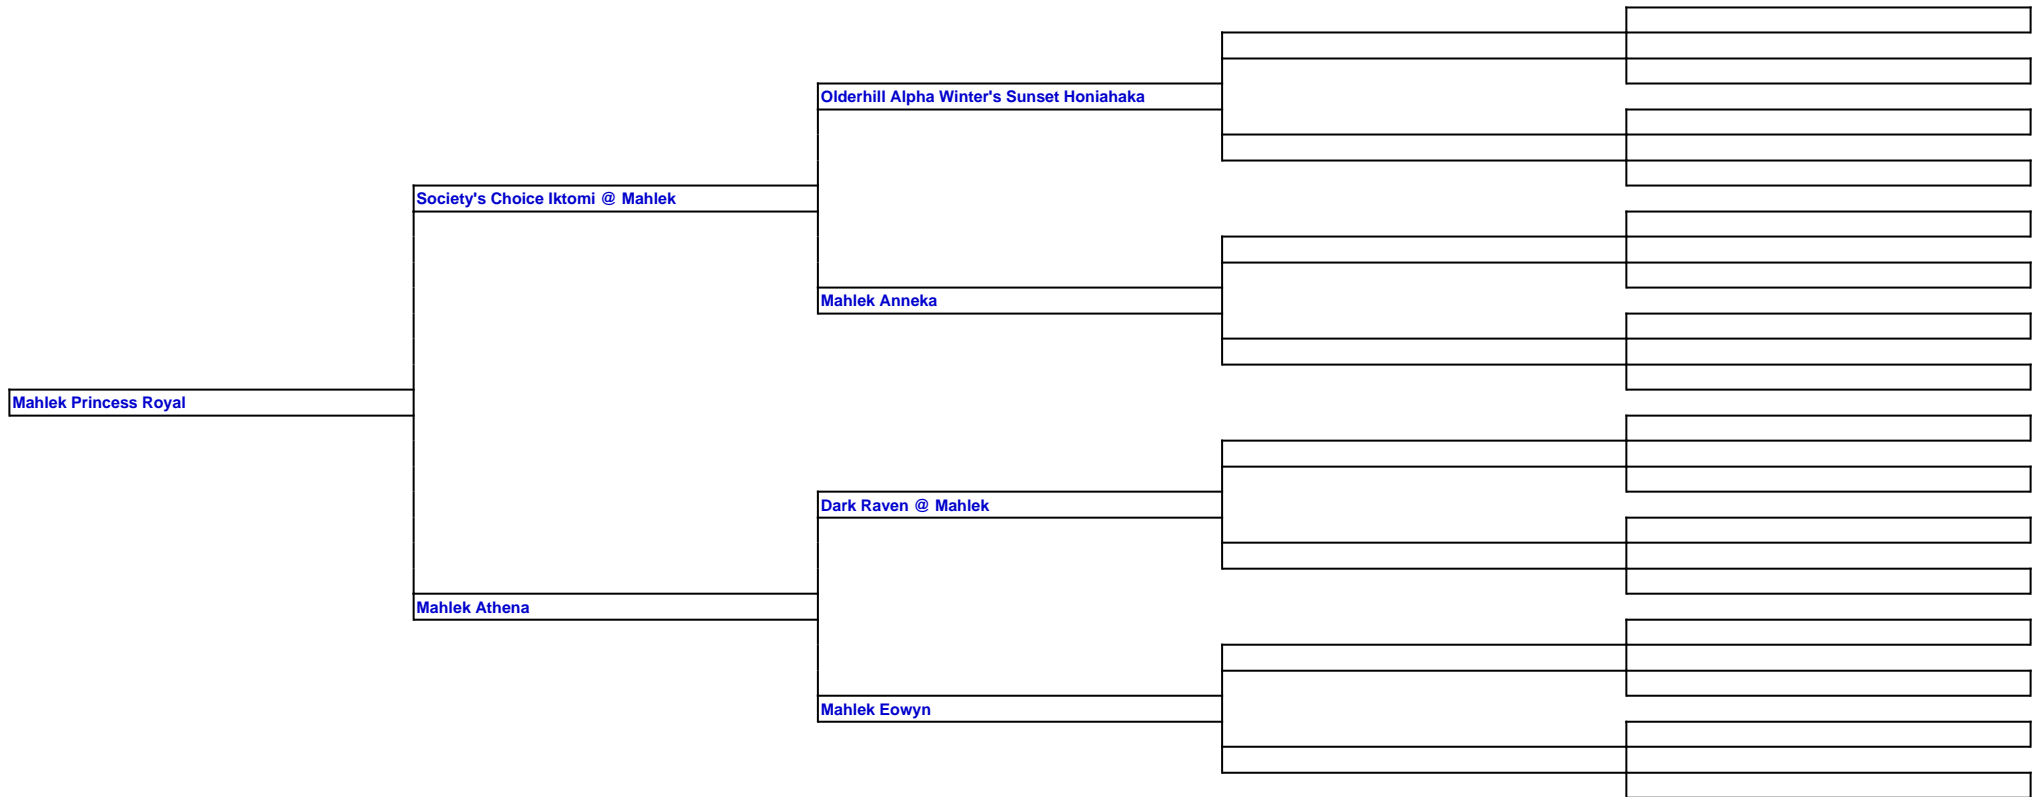 Olderhill Alpha Winter's Sunset Honiahaka
Society's Choice Iktomi @ Mahlek
Mahlek Anneka
Mahlek Princess Royal
Dark Raven @ Mahlek
Mahlek Athena
Mahlek Eowyn